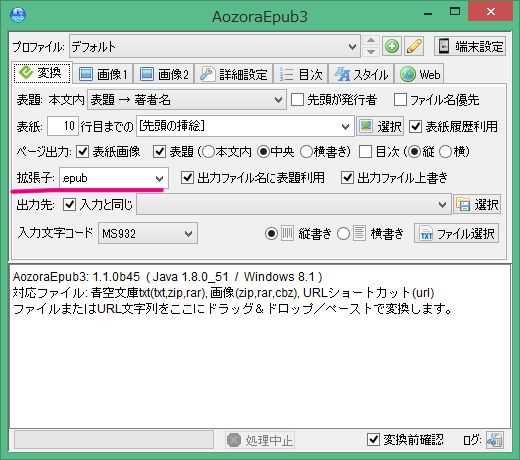 AozoraEpub3
プロファイル: デフォルト 端末設定
変換 画像1 画像2 詳細設定 目次 スタイル Web
表題: 本文内 表題 → 著者名 先頭が発行者 ファイル名優先
表紙: 10 行目までの [先頭の挿絵] 選択 表紙履歴利用
ページ出力: 表紙画像 表題 (本文内 中央 横書き) 目次 (縦 横)
拡張子: .epub 出力ファイル名に表題利用 出力ファイル上書き
出力先: 入力と同じ 選択
入力文字コード MS932 縦書き 横書き TXT ファイル選択
AozoraEpub3: 1.1.0b45 ( Java 1.8.0_51 / Windows 8.1 )
対応ファイル: 青空文庫txt(txt,zip,rar), 画像(zip,rar,cbz), URLショートカット(url)
ファイルまたはURL文字列をここにドラッグ＆ドロップ／ペーストで変換します。
処理中止 変換前確認 ログ: